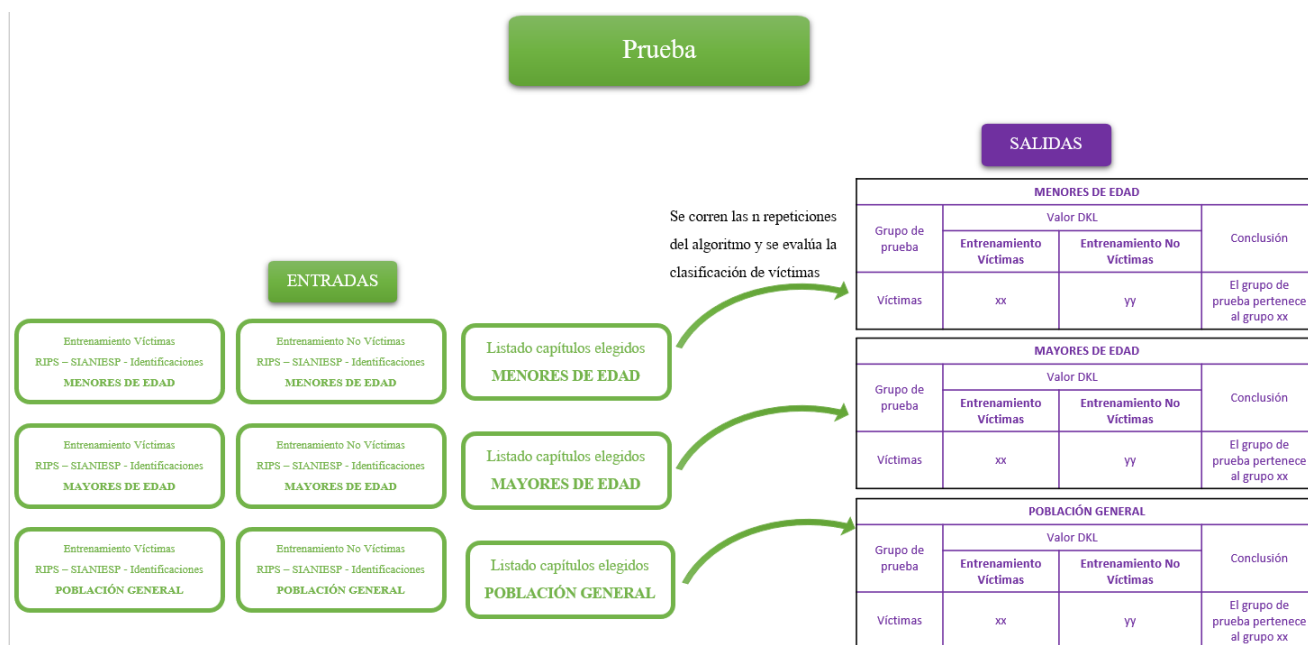 Prueba
ENTRADAS
Entrenamiento Víctimas
RIPS – SIANIESP - Identificaciones
MENORES DE EDAD
Entrenamiento No Víctimas
RIPS – SIANIESP - Identificaciones
MENORES DE EDAD
Listado capítulos elegidos
MENORES DE EDAD
Entrenamiento Víctimas
RIPS – SIANIESP - Identificaciones
MAYORES DE EDAD
Entrenamiento No Víctimas
RIPS – SIANIESP - Identificaciones
MAYORES DE EDAD
Listado capítulos elegidos
MAYORES DE EDAD
Entrenamiento Víctimas
RIPS – SIANIESP - Identificaciones
POBLACIÓN GENERAL
Entrenamiento No Víctimas
RIPS – SIANIESP - Identificaciones
POBLACIÓN GENERAL
Listado capítulos elegidos
POBLACIÓN GENERAL
Se corren las n repeticiones
del algoritmo y se evalúa la
clasificación de víctimas
SALIDAS
MENORES DE EDAD
Grupo de
prueba
Valor DKL
Conclusión
Entrenamiento
Víctimas
Entrenamiento No
Víctimas
Víctimas
xx
yy
El grupo de
prueba pertenece
al grupo xx
MAYORES DE EDAD
Grupo de
prueba
Valor DKL
Conclusión
Entrenamiento
Víctimas
Entrenamiento No
Víctimas
Víctimas
xx
yy
El grupo de
prueba pertenece
al grupo xx
POBLACIÓN GENERAL
Grupo de
prueba
Valor DKL
Conclusión
Entrenamiento
Víctimas
Entrenamiento No
Víctimas
Víctimas
xx
yy
El grupo de
prueba pertenece
al grupo xx